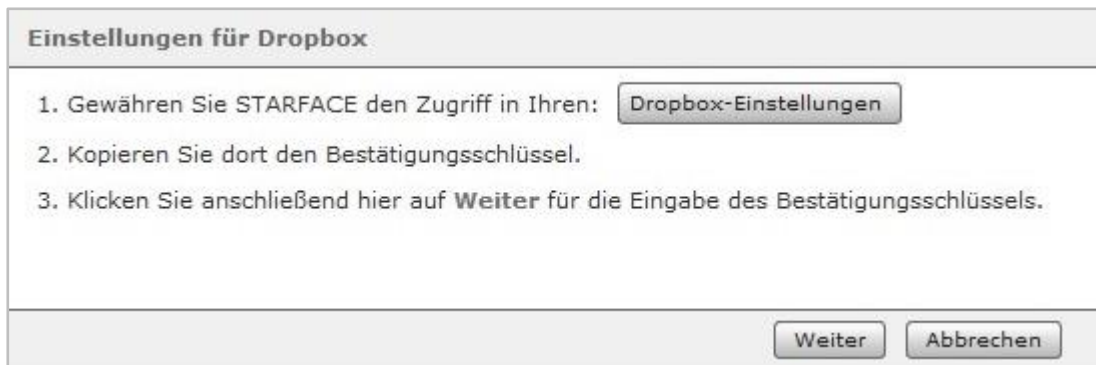 Einstellungen für Dropbox
1. Gewähren Sie STARFACE den Zugriff in Ihren: Dropbox-Einstellungen
2. Kopieren Sie dort den Bestätigungsschlüssel.
3. Klicken Sie anschließend hier auf Weiter für die Eingabe des Bestätigungsschlüssels.
Weiter Abbrechen